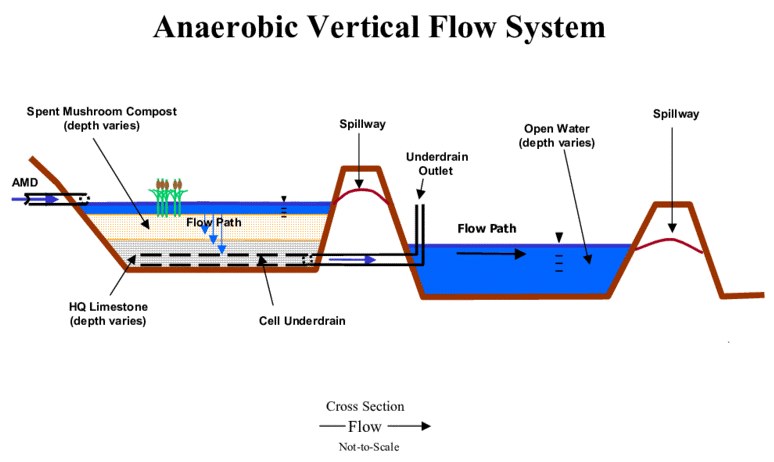 Anaerobic Vertical Flow System
Spent Mushroom Compost
(depth varies)
Spillway
Spillway
Open Water
(depth varies)
Underdrain
Outlet
AMD
Flow Path
Flow Path
HQ Limestone
(depth varies)
Cell Underdrain
Cross Section
Flow
Not-to-Scale